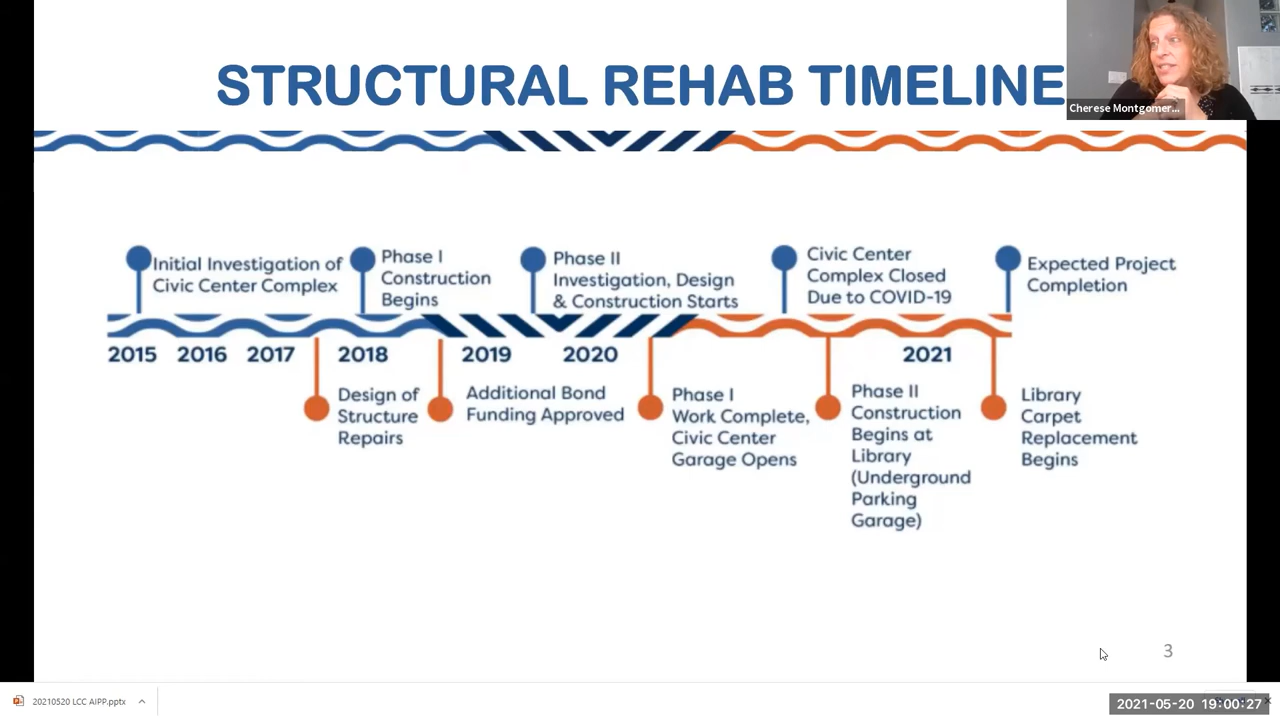 STRUCTURAL REHAB TIMELINE
Cherese Montgomer...
Initial Investigation of
Civic Center Complex
Phase I
Construction
Begins
Phase II
Investigation, Design
& Construction Starts
Civic Center
Complex Closed
Due to COVID-19
Expected Project
Completion
2015 2016 2017 2018 2019 2020 2021
Design of
Structure
Repairs
Additional Bond
Funding Approved
Phase I
Work Complete,
Civic Center
Garage Opens
Phase II
Construction
Begins at
Library
(Underground
Parking
Garage)
Library
Carpet
Replacement
Begins
3
20210520 LCC AIPP.pptx
2021-05-20 19:00:27